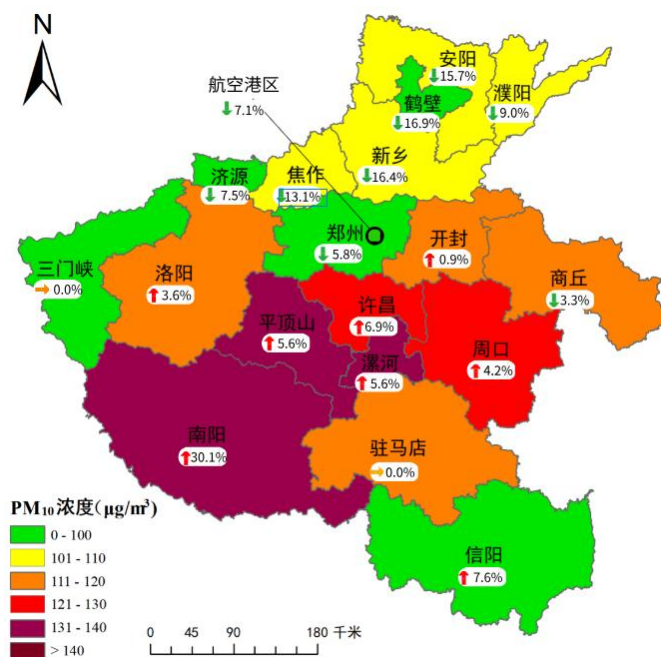 N
航空港区
7.1%
安阳
15.7%
濮阳
9.0%
鹤壁
16.9%
新乡
16.4%
济源
7.5%
焦作
13.1%
郑州
5.8%
开封
0.9%
商丘
3.3%
三门峡
0.0%
洛阳
3.6%
平顶山
5.6%
许昌
6.9%
漯河
5.6%
周口
4.2%
南阳
30.1%
驻马店
0.0%
信阳
7.6%
PM₁₀浓度(μg/m³)
0 - 100
101 - 110
111 - 120
121 - 130
131 - 140
> 140
0 45 90 180 千米